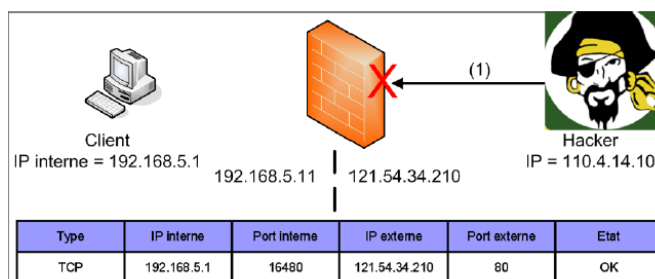 (1)
Client
Hacker
IP interne = 192.168.5.1
IP = 110.4.14.10
192.168.5.11
121.54.34.210
Type IP interne Port interne IP externe Port externe Etat
TCP 192.168.5.1 16480 121.54.34.210 80 OK